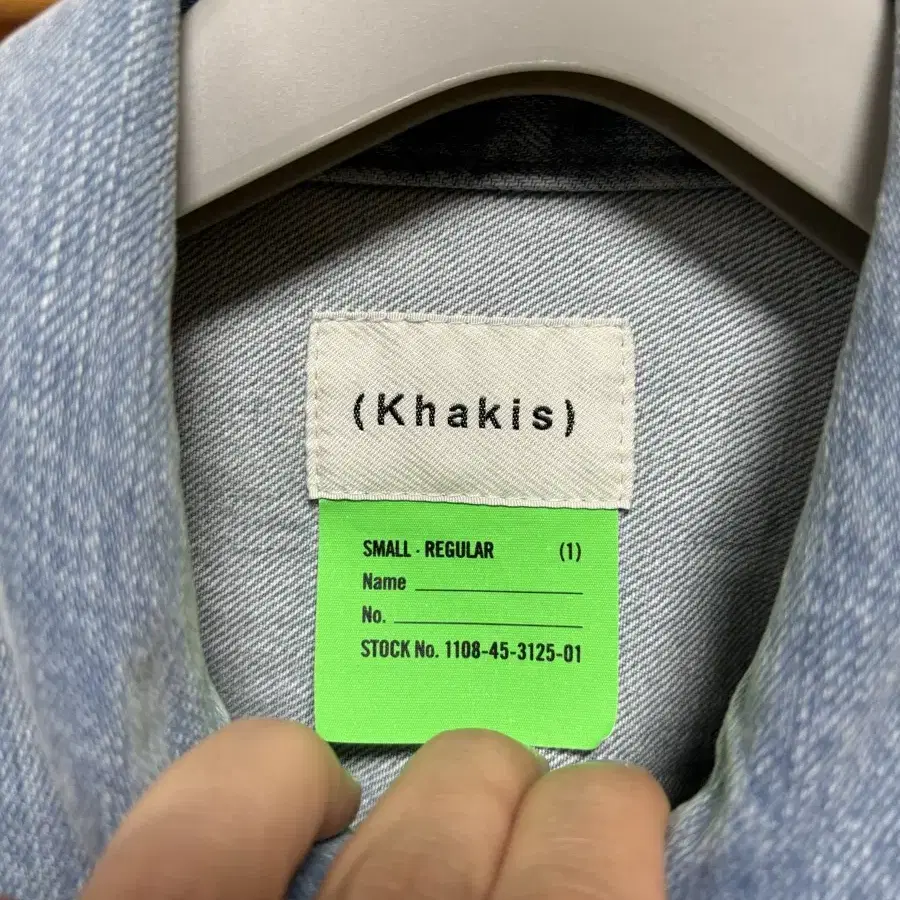 (Khakis)
SMALL · REGULAR (1)
Name
No.
STOCK No. 1108-45-3125-01